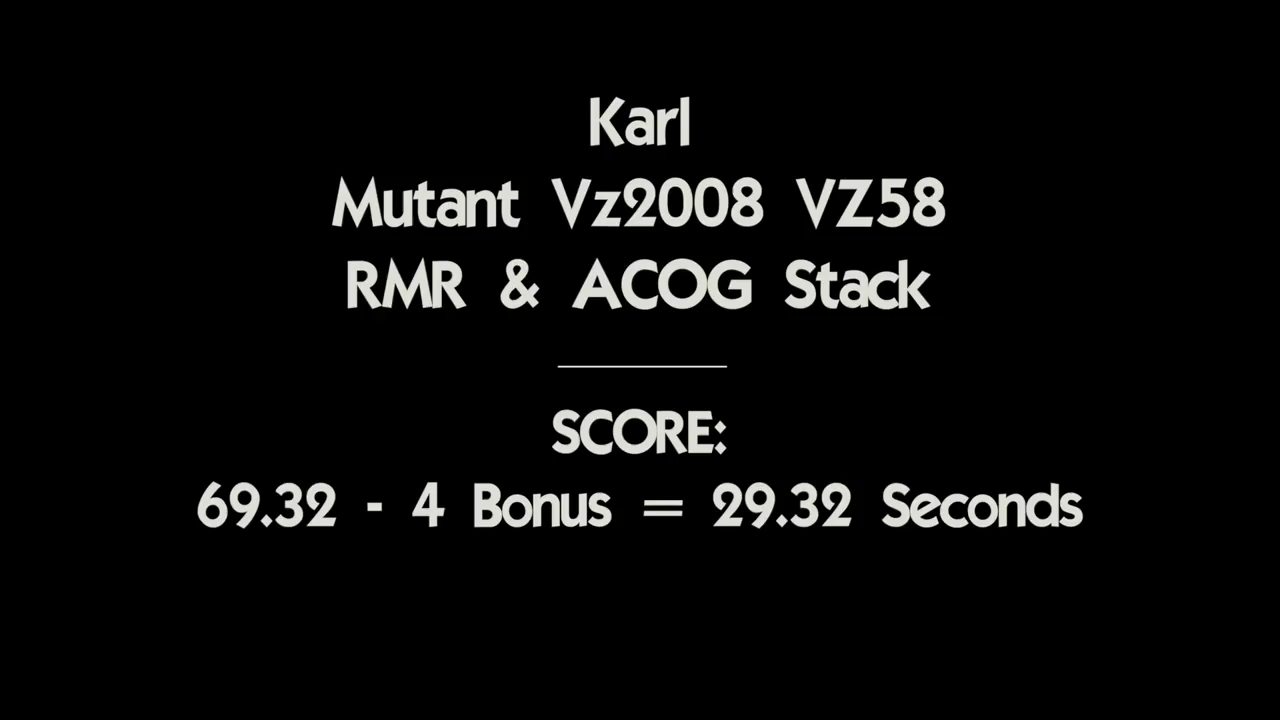 Karl
Mutant Vz2008 VZ58
RMR & ACOG Stack
SCORE:
69.32 - 4 Bonus = 29.32 Seconds